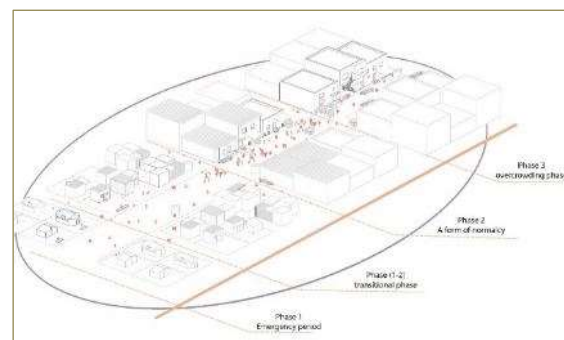 Phase 3
overcrowding phase
Phase 2
A form of normalcy
Phase (1-2)
transitional phase
Phase 1
Emergency period